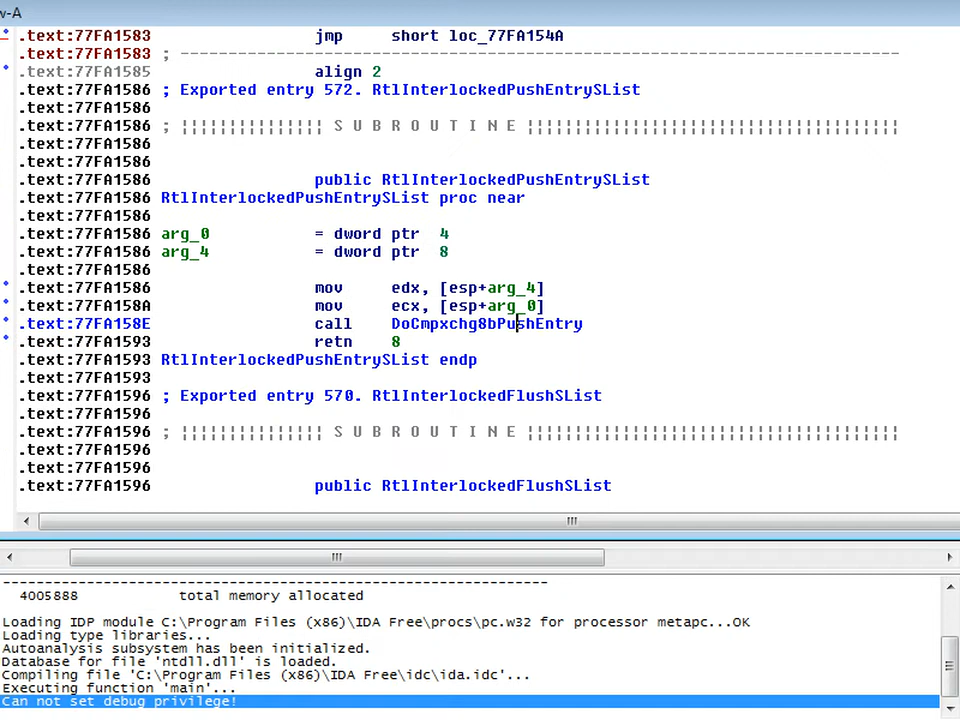 w-A
.text:77FA1583 jmp short loc_77FA154A
.text:77FA1583 ; ---------------------------------------------------------------------------
.text:77FA1585 align 2
.text:77FA1586 ; Exported entry 572. RtlInterlockedPushEntrySList
.text:77FA1586
.text:77FA1586 ; ¦¦¦¦¦¦¦¦¦¦¦¦¦¦¦ S U B R O U T I N E ¦¦¦¦¦¦¦¦¦¦¦¦¦¦¦¦¦¦¦¦¦¦¦¦¦¦¦¦¦¦¦¦¦¦¦¦¦¦¦
.text:77FA1586
.text:77FA1586
.text:77FA1586 public RtlInterlockedPushEntrySList
.text:77FA1586 RtlInterlockedPushEntrySList proc near
.text:77FA1586
.text:77FA1586 arg_0 = dword ptr 4
.text:77FA1586 arg_4 = dword ptr 8
.text:77FA1586
.text:77FA1586 mov edx, [esp+arg_4]
.text:77FA158A mov ecx, [esp+arg_0]
.text:77FA158E call DoCmpxchg8bPushEntry
.text:77FA1593 retn 8
.text:77FA1593 RtlInterlockedPushEntrySList endp
.text:77FA1593
.text:77FA1596 ; Exported entry 570. RtlInterlockedFlushSList
.text:77FA1596
.text:77FA1596 ; ¦¦¦¦¦¦¦¦¦¦¦¦¦¦¦ S U B R O U T I N E ¦¦¦¦¦¦¦¦¦¦¦¦¦¦¦¦¦¦¦¦¦¦¦¦¦¦¦¦¦¦¦¦¦¦¦¦¦¦¦
.text:77FA1596
.text:77FA1596
.text:77FA1596 public RtlInterlockedFlushSList
-----------------------------------------------------------------
4005888 total memory allocated
Loading IDP module C:\Program Files (x86)\IDA Free\procs\pc.w32 for processor metapc...OK
Loading type libraries...
Autoanalysis subsystem has been initialized.
Database for file 'ntdll.dll' is loaded.
Compiling file 'C:\Program Files (x86)\IDA Free\idc\ida.idc'...
Executing function 'main'...
Can not set debug privilege!